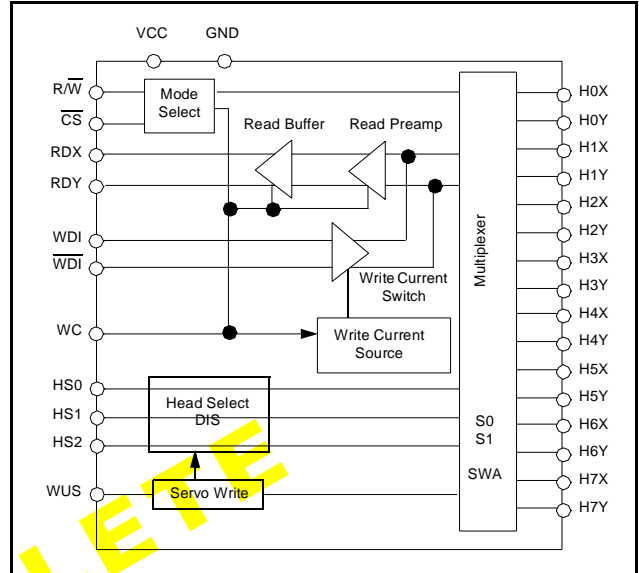 VCC GND
R/W̅
C̅S̅
RDX
RDY
WDI
W̅D̅I̅
WC
HS0
HS1
HS2
WUS
Mode
Select
Read Buffer
Read Preamp
Write Current
Switch
Write Current
Source
Head Select
DIS
Servo Write
Multiplexer
S0
S1
SWA
H0X
H0Y
H1X
H1Y
H2X
H2Y
H3X
H3Y
H4X
H4Y
H5X
H5Y
H6X
H6Y
H7X
H7Y
LETE